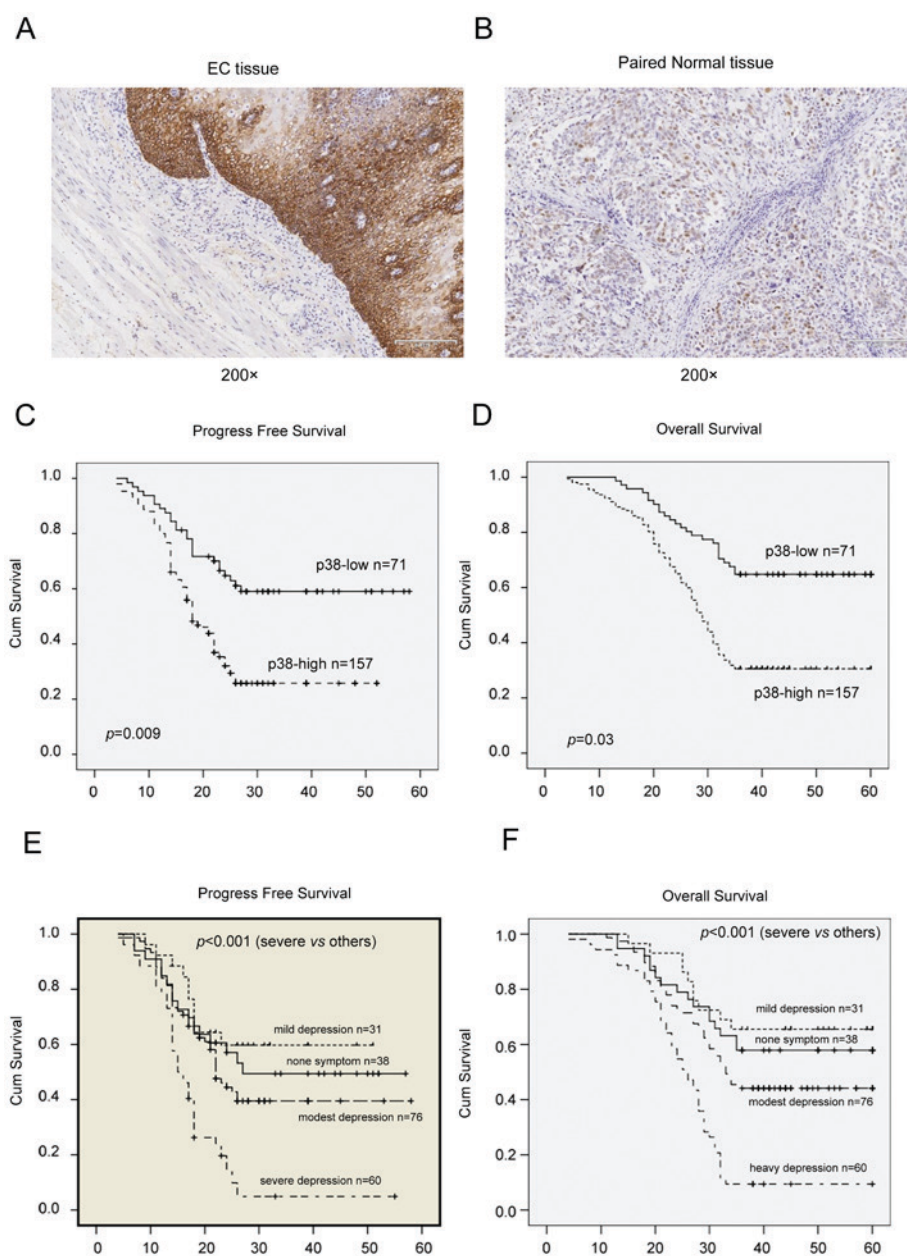 A
EC tissue
200×
B
Paired Normal tissue
200×
C
Progress Free Survival
Cum Survival
1.0
0.8
0.6
0.4
0.2
0.0
p38-low n=71
p38-high n=157
p=0.009
0 10 20 30 40 50 60
D
Overall Survival
Cum Survival
1.0
0.8
0.6
0.4
0.2
0.0
p38-low n=71
p38-high n=157
p=0.03
0 10 20 30 40 50 60
E
Progress Free Survival
Cum Survival
1.0
0.8
0.6
0.4
0.2
0.0
p<0.001 (severe vs others)
mild depression n=31
none symptom n=38
modest depression n=76
severe depression n=60
0 10 20 30 40 50 60
F
Overall Survival
Cum Survival
1.0
0.8
0.6
0.4
0.2
0.0
p<0.001 (severe vs others)
mild depression n=31
none symptom n=38
modest depression n=76
heavy depression n=60
0 10 20 30 40 50 60